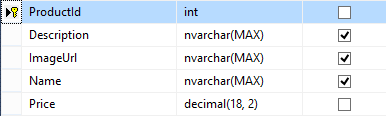 ProductId int
Description nvarchar(MAX)
ImageUrl nvarchar(MAX)
Name nvarchar(MAX)
Price decimal(18, 2)